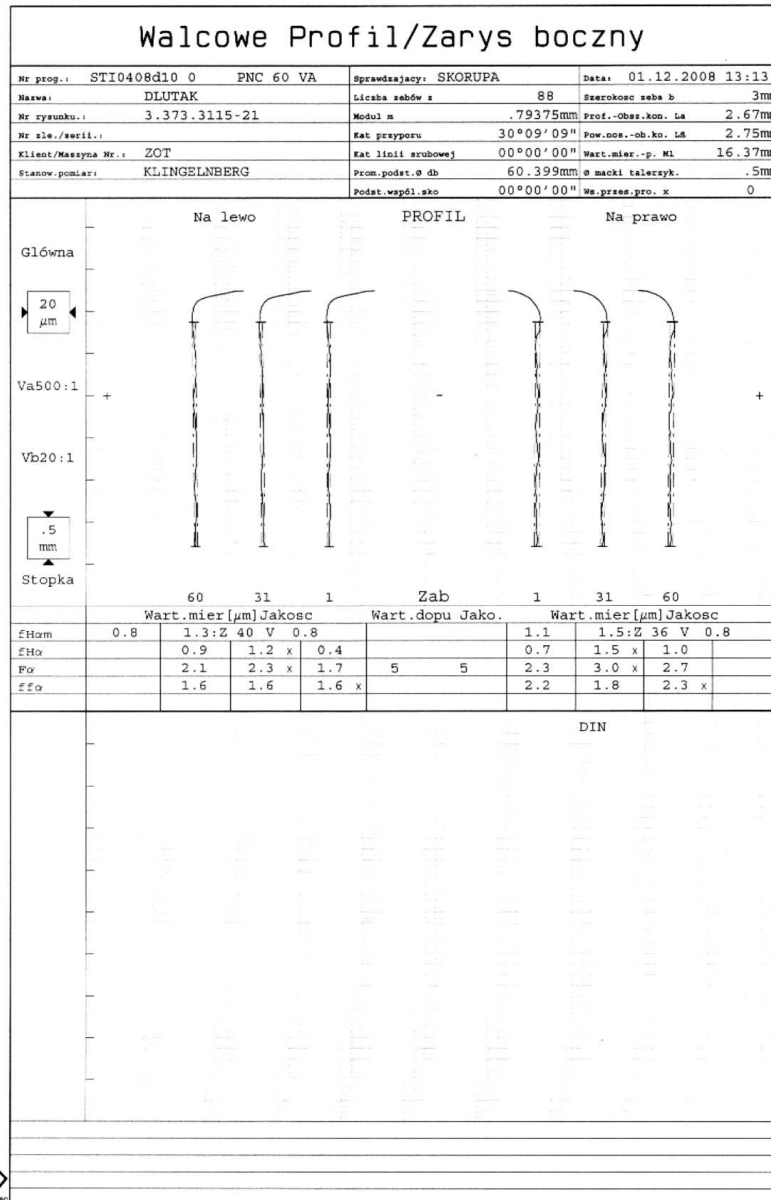 Walcowe Profil/Zarys boczny
Nr prog.: STI0408d10 0 PNC 60 VA Sprawdzajacy: SKORUPA Data: 01.12.2008 13:13
Nazwa: DLUTAK Liczba zebów z 88 Szerokosc zeba b 3mm
Nr rysunku.: 3.373.3115-21 Modul m .79375mm Prof.-Obsz.kon. La 2.67mm
Nr zle./serii.: Kat przyporu 30°09'09" Pow.nos.-ob.ko. Lß 2.75mm
Klient/Maszyna Nr.: ZOT Kat linii srubowej 00°00'00" Wart.mier.-p. M1 16.37mm
Stanow.pomiar: KLINGELNBERG Prom.podst.Ø db 60.399mm Ø macki talerzyk. .5mm
Podst.wspól.sko 00°00'00" Ws.przes.pro. x 0
Na lewo PROFIL Na prawo
Glówna
20
µm
Va500:1
+ - +
Vb20:1
.5
mm
Stopka
60 31 1 Zab 1 31 60
Wart.mier[µm]Jakosc Wart.dopu Jako. Wart.mier[µm]Jakosc
fHαm 0.8 1.3:Z 40 V 0.8 1.1 1.5:Z 36 V 0.8
fHα 0.9 1.2 x 0.4 0.7 1.5 x 1.0
Fα 2.1 2.3 x 1.7 5 5 2.3 3.0 x 2.7
ffα 1.6 1.6 1.6 x 2.2 1.8 2.3 x
DIN